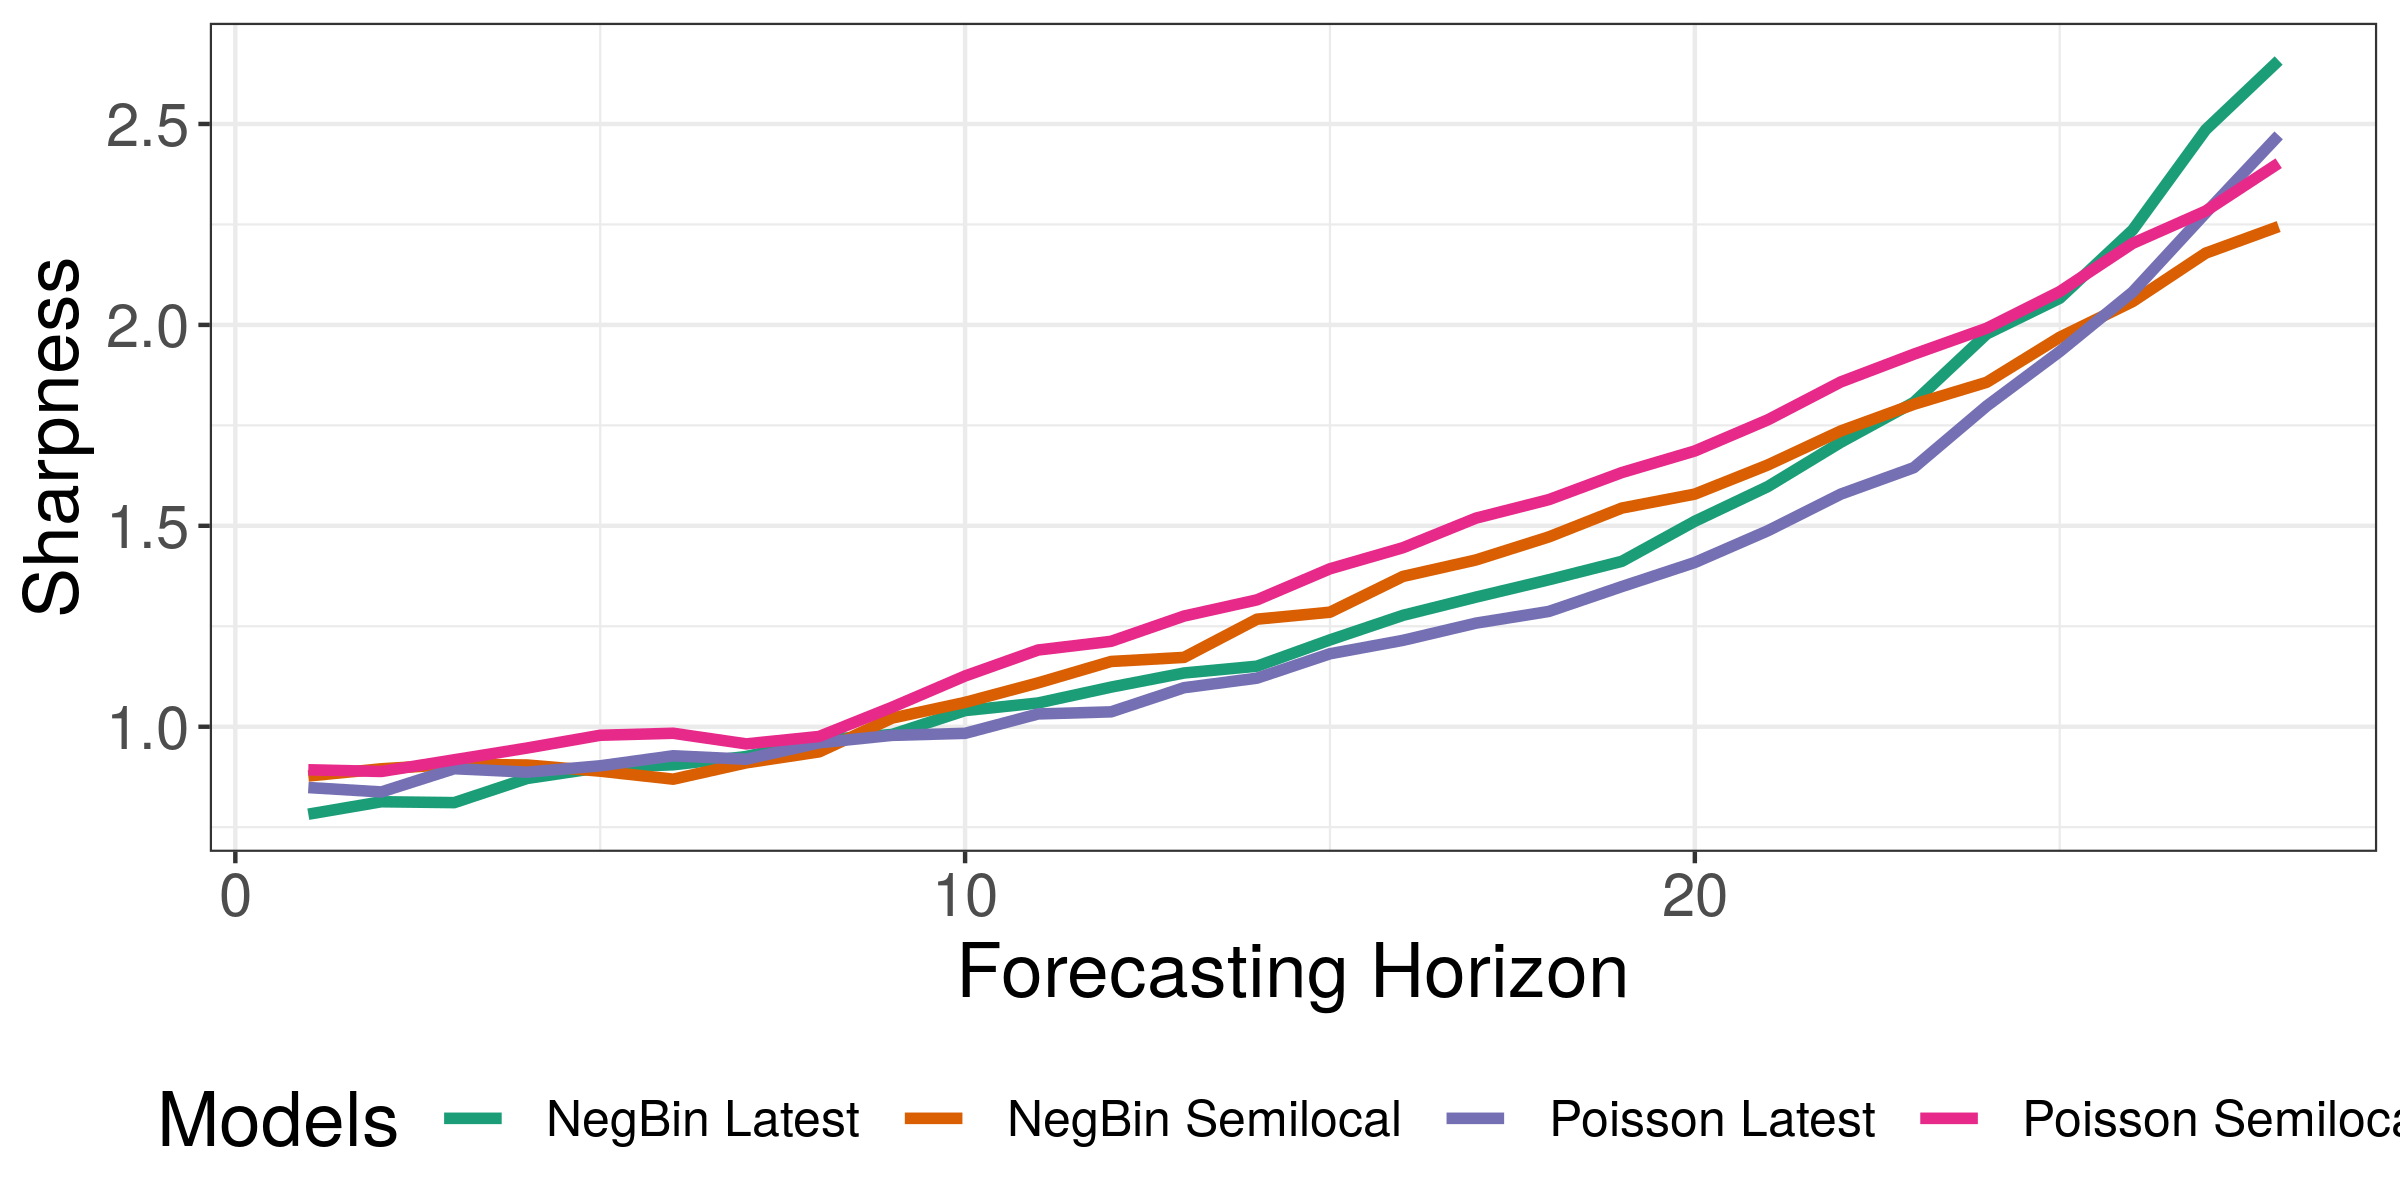 Sharpness
2.5
2.0
1.5
1.0
0 10 20
Forecasting Horizon
Models NegBin Latest NegBin Semilocal Poisson Latest Poisson